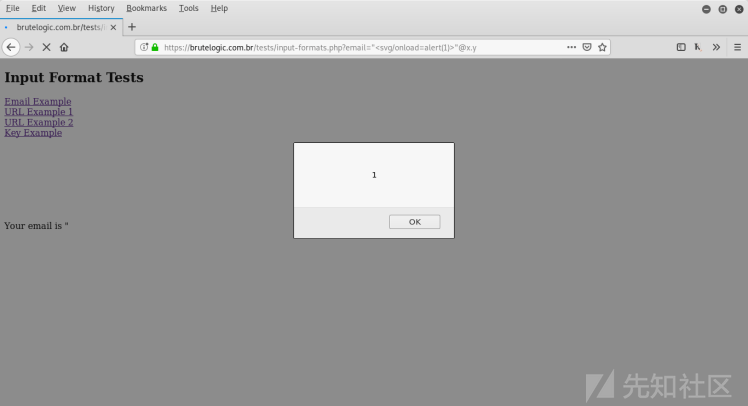 File Edit View History Bookmarks Tools Help
brutelogic.com.br/tests/i
https://brutelogic.com.br/tests/input-formats.php?email="<svg/onload=alert(1)>"@x.y
Input Format Tests
Email Example
URL Example 1
URL Example 2
Key Example
1
OK
Your email is "
先知社区